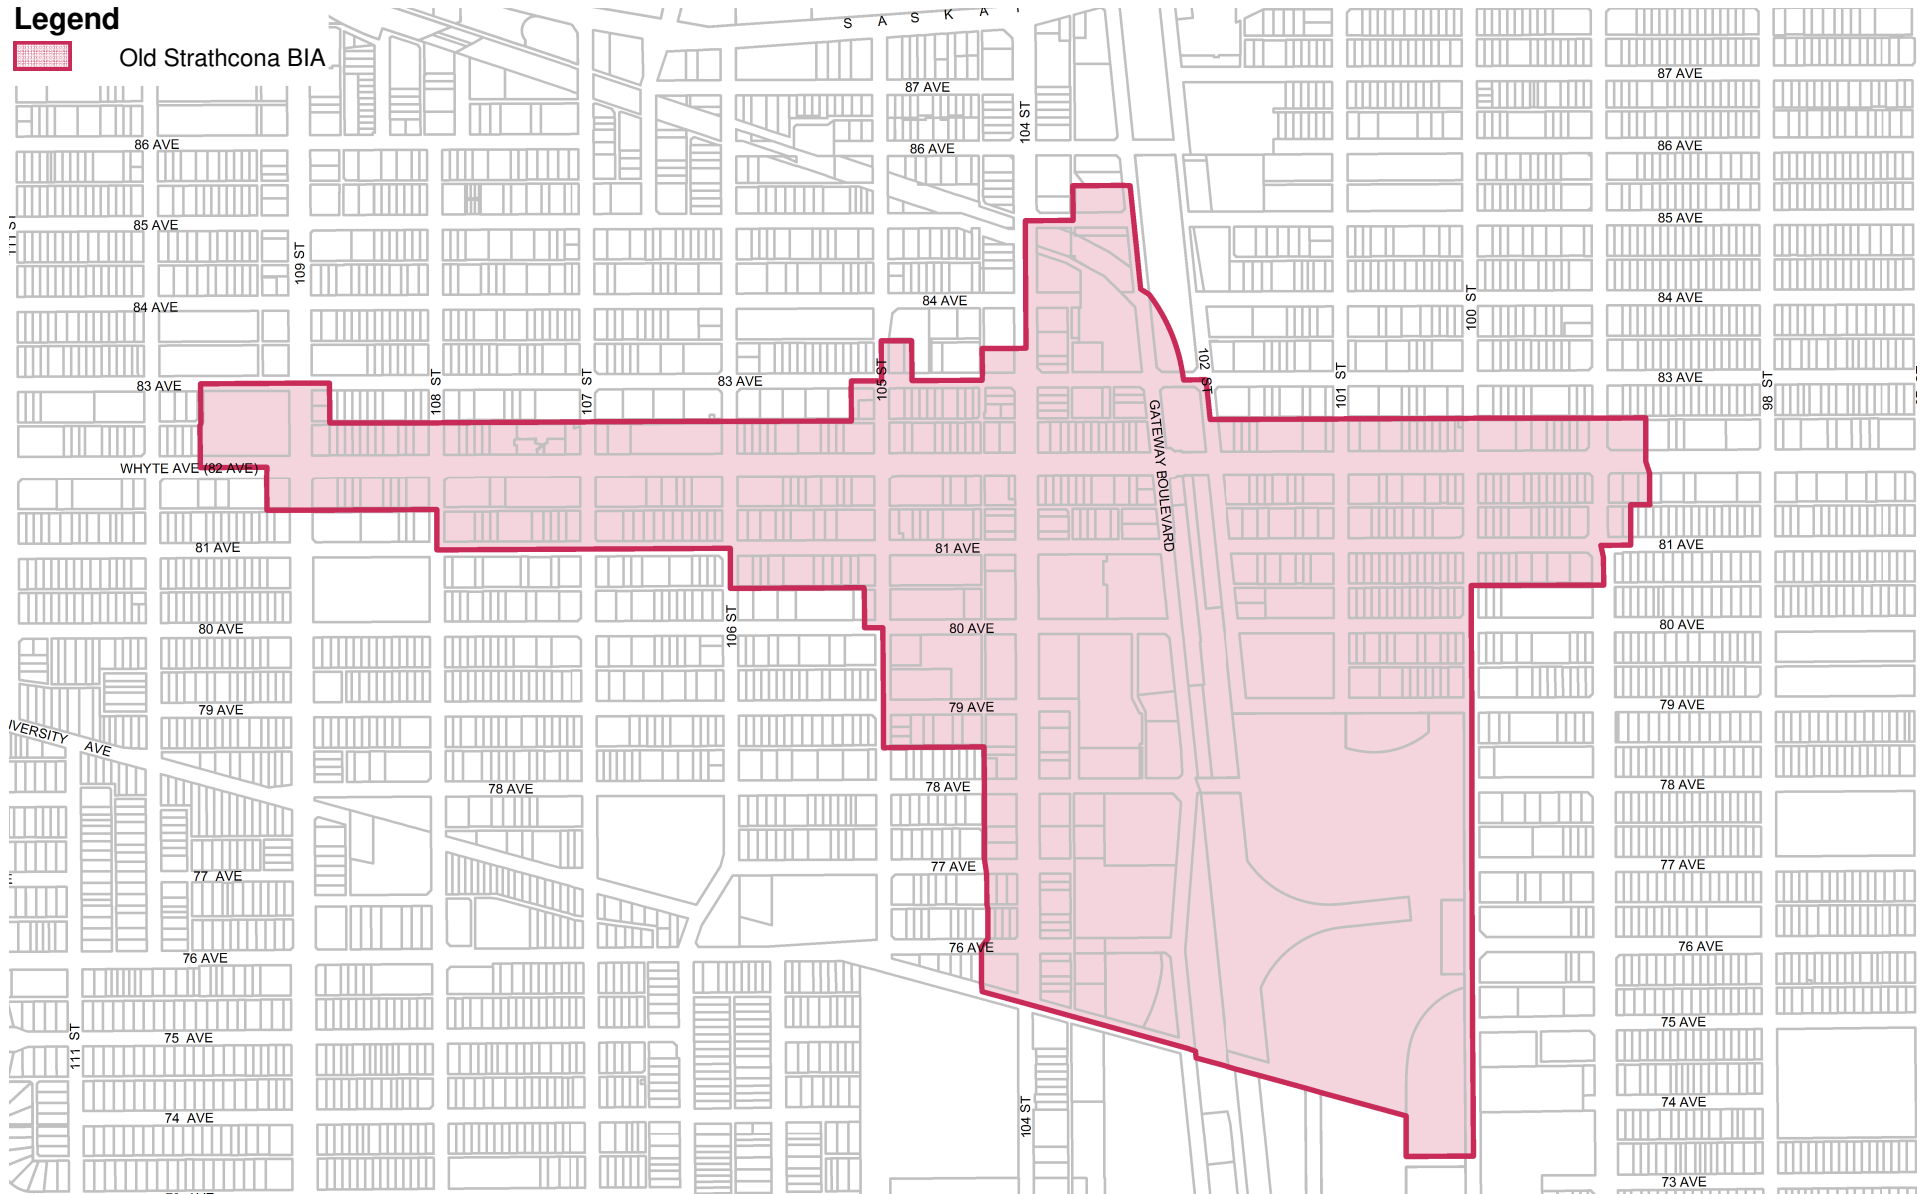 Legend
Old Strathcona BIA
S A S K A
87 AVE
87 AVE
104 ST
86 AVE
86 AVE
86 AVE
85 AVE
85 AVE
111 ST
109 ST
84 AVE
84 AVE
84 AVE
100 ST
83 AVE
108 ST
107 ST
83 AVE
105 ST
102 ST
101 ST
83 AVE
98 ST
GATEWAY BOULEVARD
WHYTE AVE (82 AVE)
81 AVE
81 AVE
81 AVE
80 AVE
106 ST
80 AVE
80 AVE
79 AVE
79 AVE
79 AVE
IVERSITY AVE
78 AVE
78 AVE
78 AVE
77 AVE
77 AVE
77 AVE
76 AVE
76 AVE
76 AVE
75 AVE
111 ST
75 AVE
74 AVE
104 ST
74 AVE
73 AVE